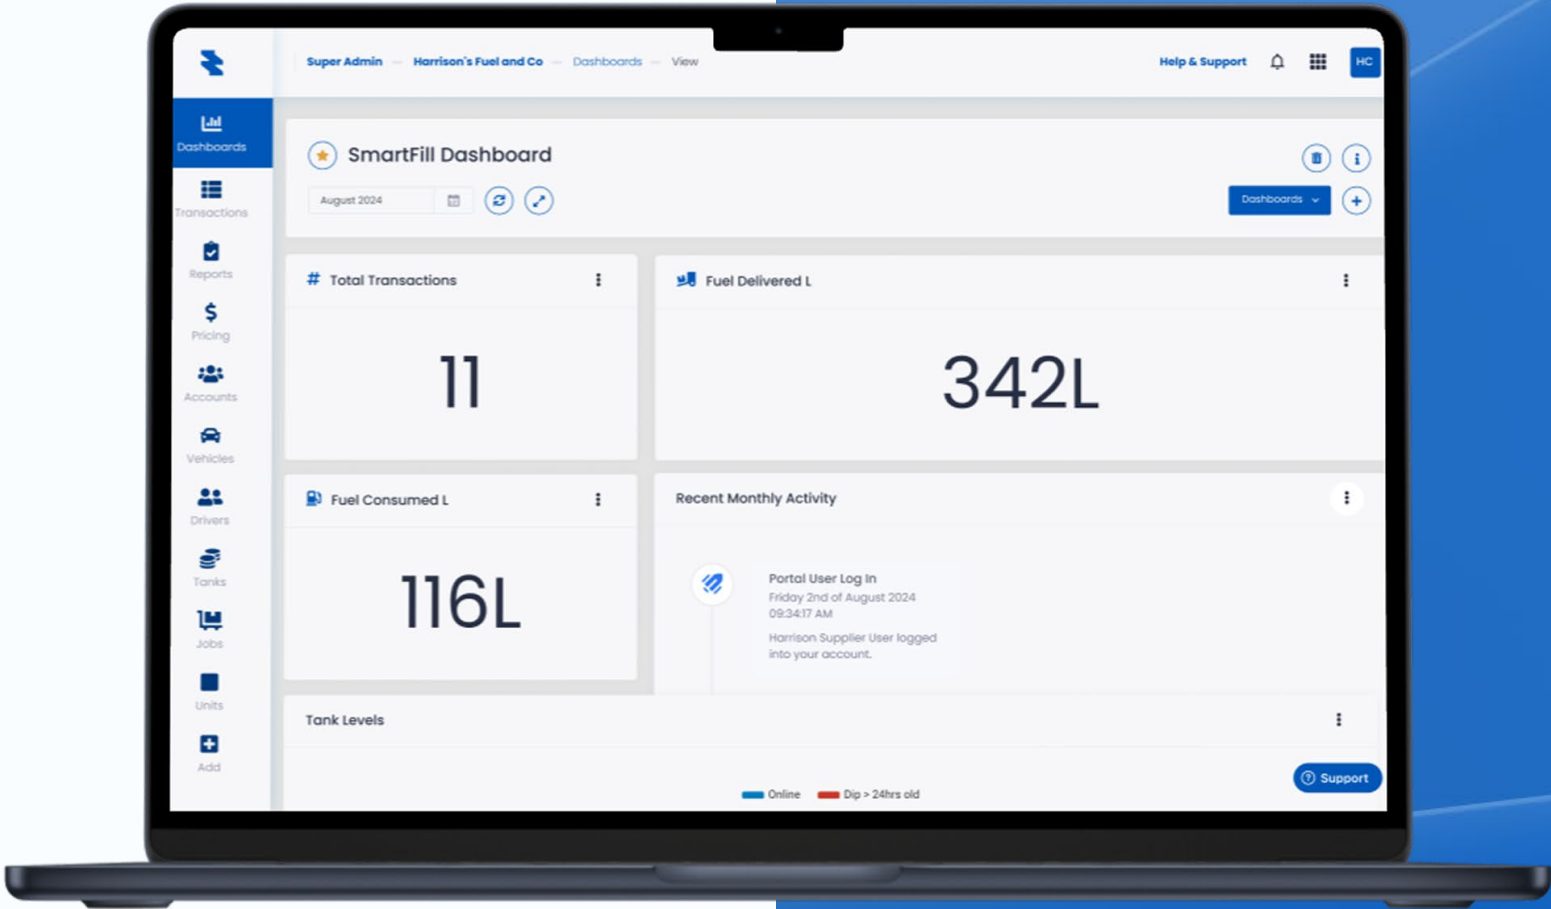 Super Admin — Harrison's Fuel and Co — Dashboards — View
Help & Support
HC
Dashboards
Transactions
Reports
Pricing
Accounts
Vehicles
Drivers
Tanks
Jobs
Units
Add
SmartFill Dashboard
August 2024
Dashboards
# Total Transactions
11
Fuel Delivered L
342L
Fuel Consumed L
116L
Recent Monthly Activity
Portal User Log In
Friday 2nd of August 2024
09:34:17 AM
Harrison Supplier User logged
into your account.
Tank Levels
Online
Dip > 24hrs old
Support